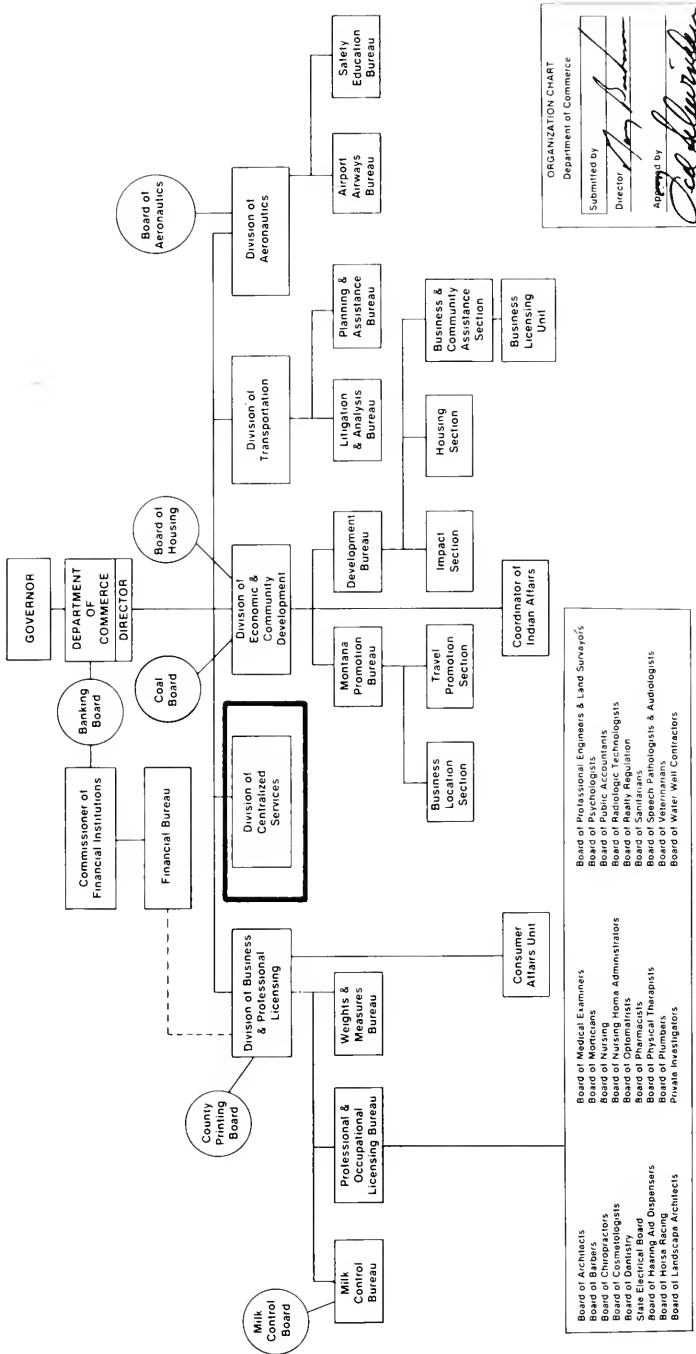 GOVERNOR
DEPARTMENT
OF
COMMERCE
DIRECTOR
Banking
Board
Commissioner of
Financial Institutions
Financial Bureau
Coal
Board
Board of
Housing
Board of
Aeronautics
County
Printing
Board
Milk
Control
Board
Division of Business
& Professional
Licensing
Division of
Centralized
Services
Division of
Economic &
Community
Development
Division of
Transportation
Division of
Aeronautics
Milk
Control
Bureau
Professional &
Occupational
Licensing Bureau
Weights &
Measures
Bureau
Montana
Promotion
Bureau
Development
Bureau
Litigation
& Analysis
Bureau
Planning &
Assistance
Bureau
Airport
Airways
Bureau
Safety
Education
Bureau
Consumer
Affairs Unit
Business
Location
Section
Travel
Promotion
Section
Impact
Section
Housing
Section
Business &
Community
Assistance
Section
Business
Licensing
Unit
Coordinator of
Indian Affairs
Board of Architects
Board of Barbers
Board of Chiropractors
Board of Cosmetologists
Board of Dentistry
State Electrical Board
Board of Hearing Aid Dispensers
Board of Horse Racing
Board of Landscape Architects
Board of Medical Examiners
Board of Morticians
Board of Nursing
Board of Nursing Home Administrators
Board of Optometrists
Board of Pharmacists
Board of Physical Therapists
Board of Plumbers
Private Investigators
Board of Professional Engineers & Land Surveyors
Board of Psychologists
Board of Public Accountants
Board of Radiologic Technologists
Board of Realty Regulation
Board of Sanitarians
Board of Speech Pathologists & Audiologists
Board of Veterinarians
Board of Water Well Contractors
ORGANIZATION CHART
Department of Commerce
Submitted by
Director
Approved by